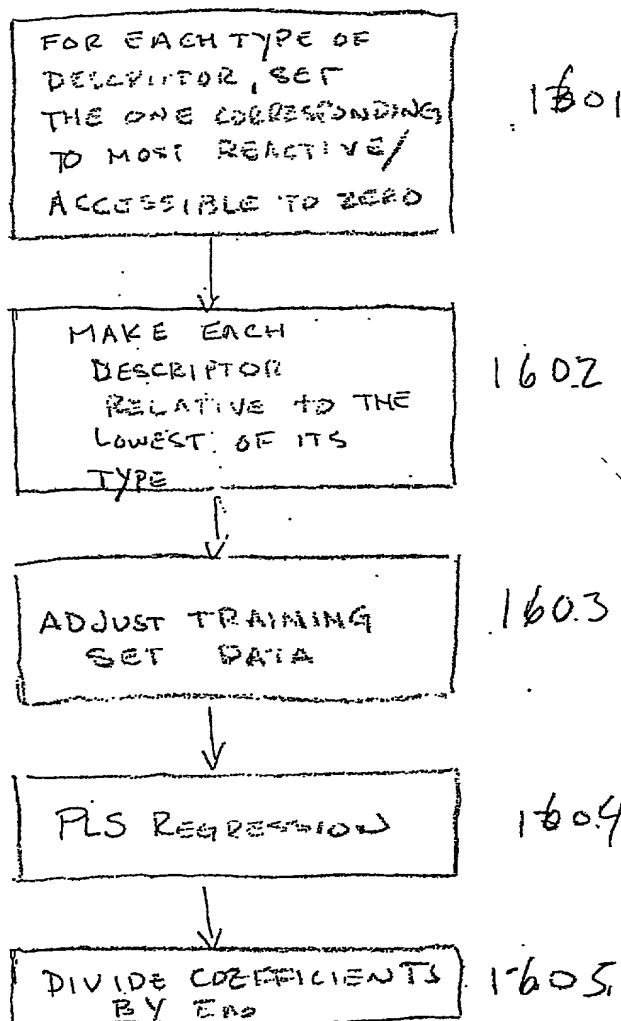 FOR EACH TYPE OF
DESCRIPTOR, SET
THE ONE CORRESPONDING
TO MOST REACTIVE/
ACCESSIBLE TO ZERO
1601
MAKE EACH
DESCRIPTOR
RELATIVE TO THE
LOWEST OF ITS
TYPE
1602
ADJUST TRAINING
SET DATA
1603
PLS REGRESSION
1604
DIVIDE COEFFICIENTS
BY
1605